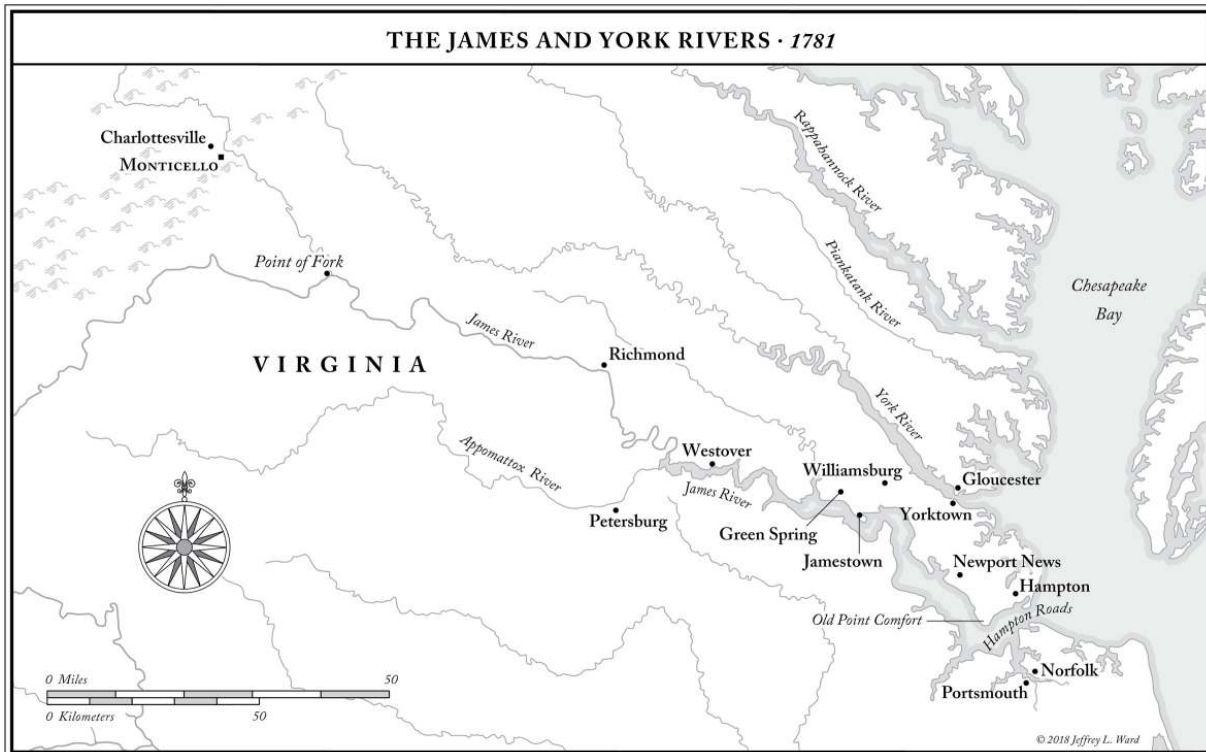 THE JAMES AND YORK RIVERS · 1781
Charlottesville
MONTICELLO
Rappahannock River
Piankatank River
Point of Fork
Chesapeake
Bay
James River
VIRGINIA
Richmond
York River
Appomattox River
Westover
James River
Williamsburg
Gloucester
Petersburg
Green Spring
Yorktown
Jamestown
Newport News
Hampton
Old Point Comfort
Hampton Roads
Norfolk
Portsmouth
0 Miles 50
0 Kilometers 50
© 2018 Jeffrey L. Ward